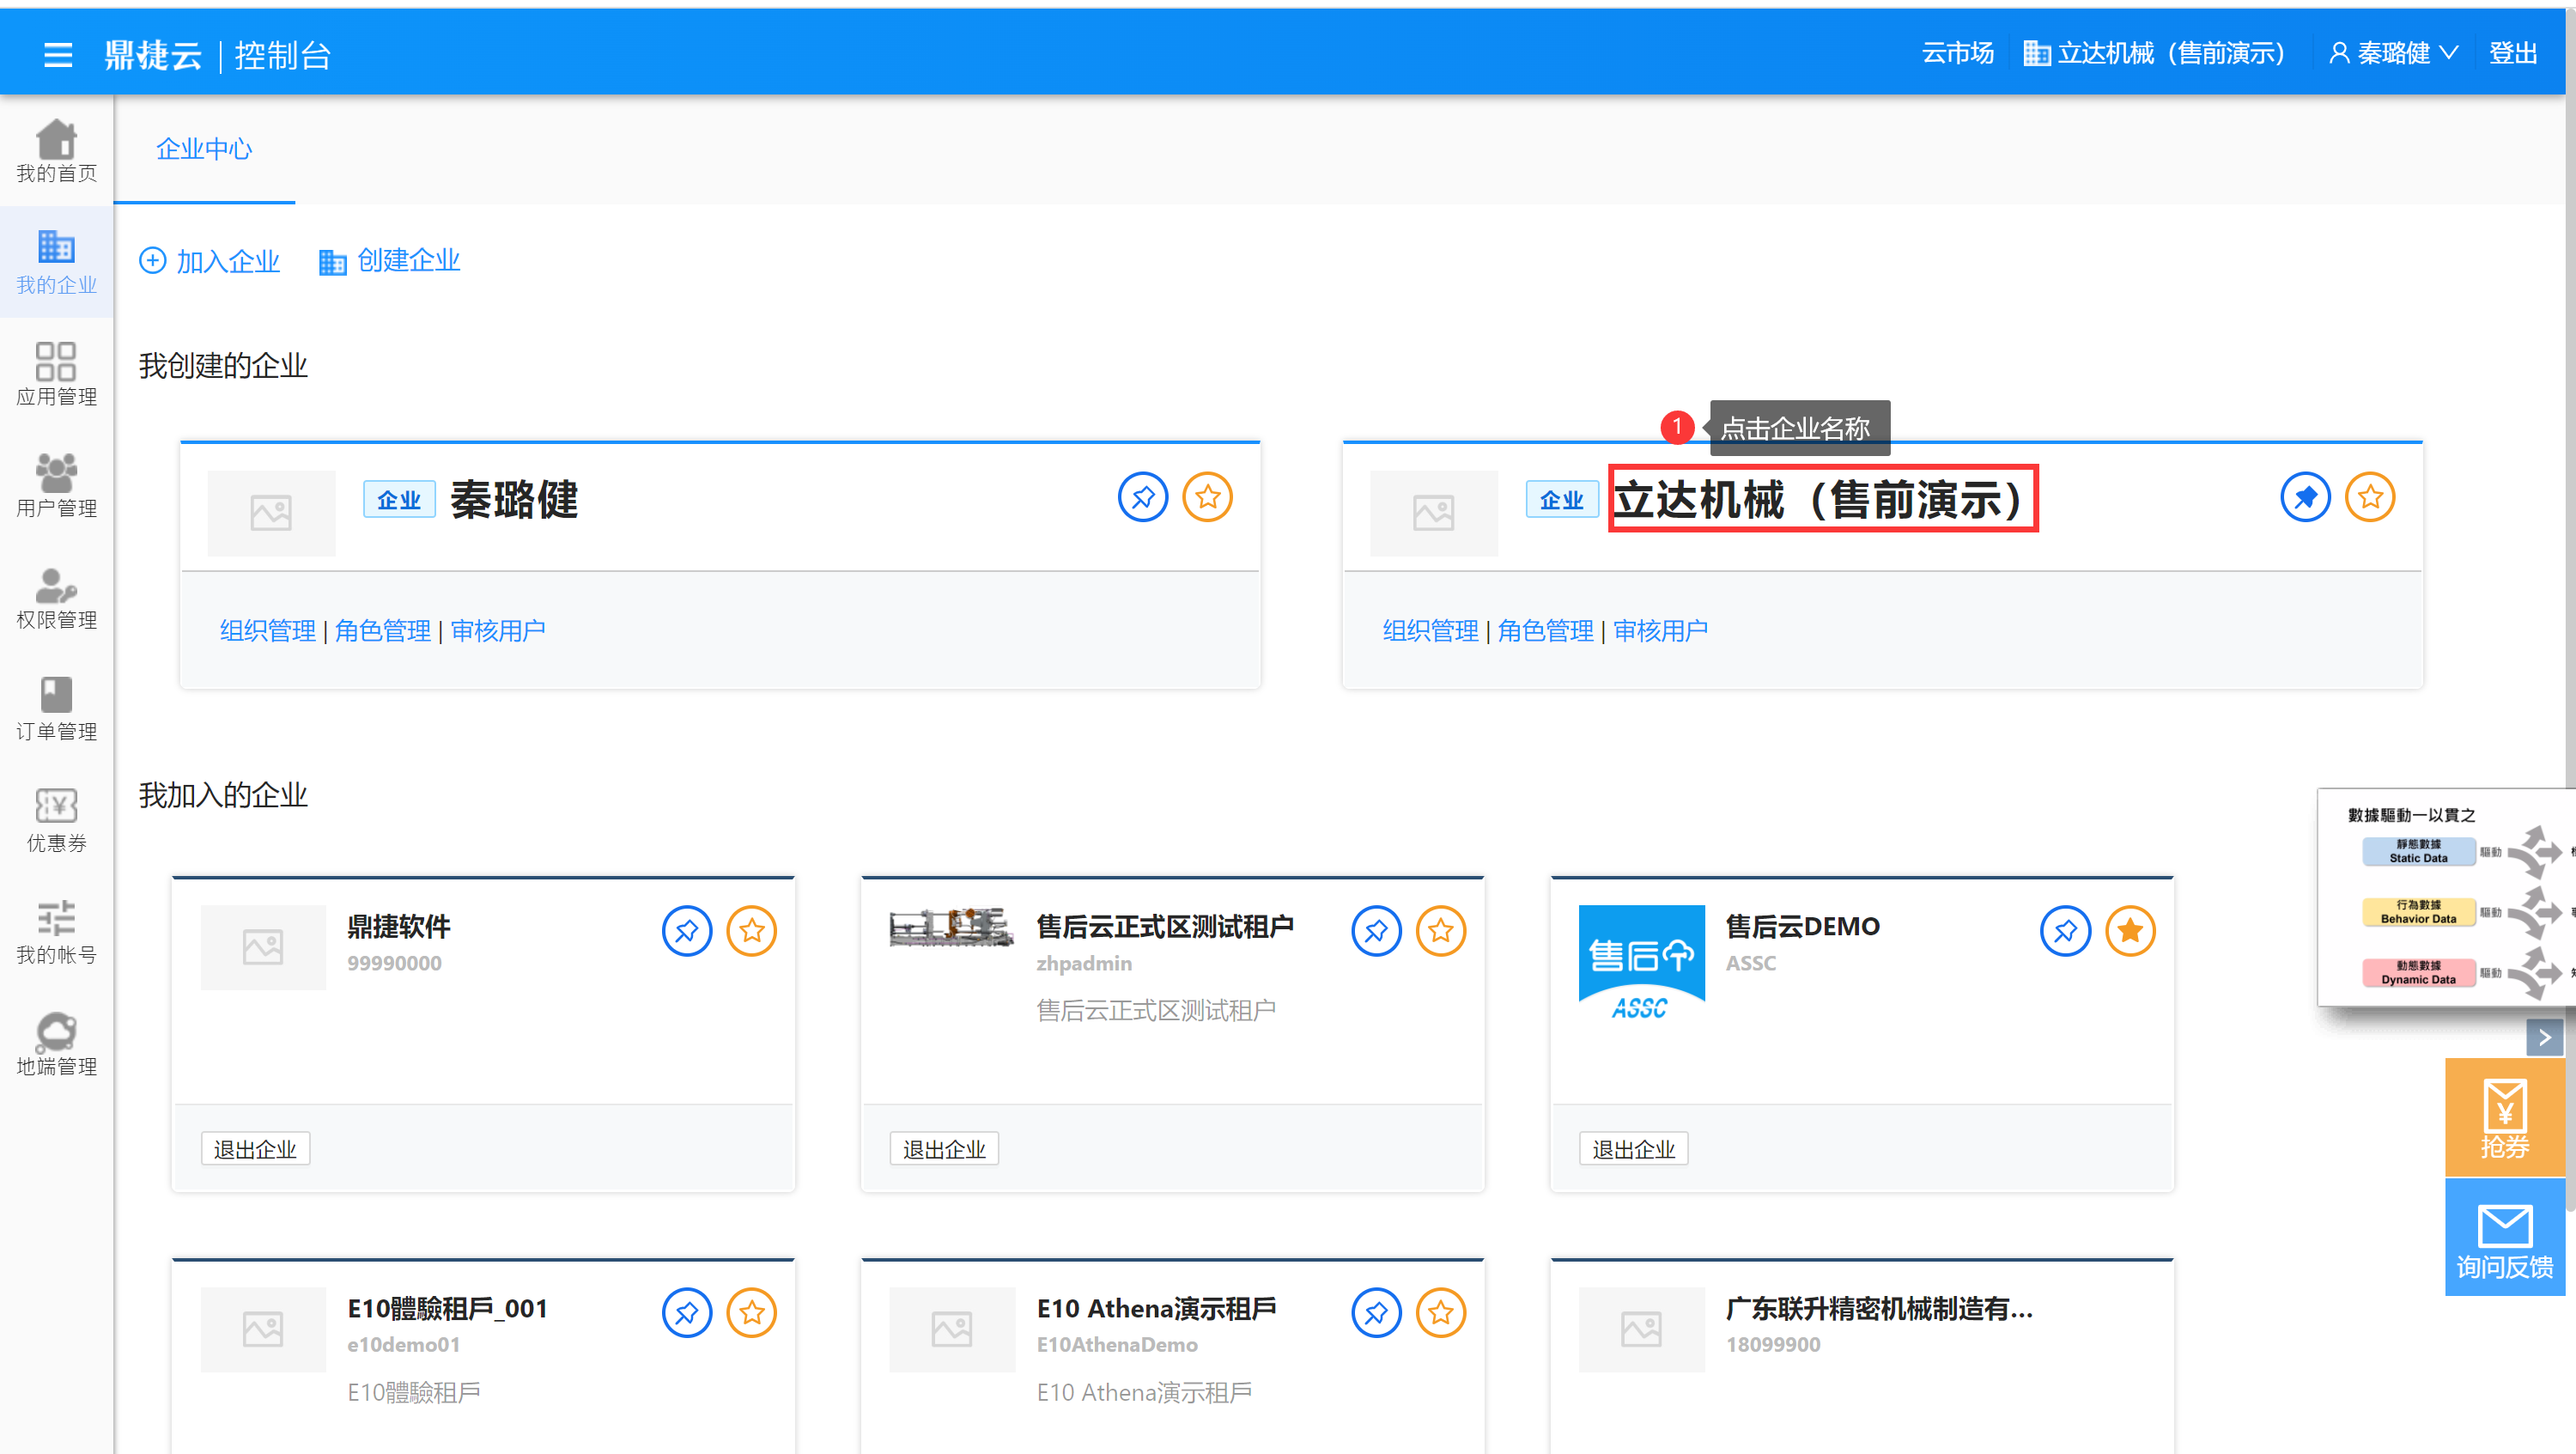 鼎捷云 | 控制台
云市场
立达机械（售前演示）
秦璐健
登出
我的首页
我的企业
应用管理
用户管理
权限管理
订单管理
优惠券
我的帐号
地端管理
企业中心
加入企业
创建企业
我创建的企业
企业 秦璐健
组织管理 | 角色管理 | 审核用户
1 点击企业名称
企业 立达机械（售前演示）
组织管理 | 角色管理 | 审核用户
我加入的企业
鼎捷软件
99990000
退出企业
售后云正式区测试租户
zhpadmin
售后云正式区测试租户
退出企业
售后
ASSC
售后云DEMO
ASSC
退出企业
E10體驗租戶_001
e10demo01
E10體驗租戶
E10 Athena演示租戶
E10AthenaDemo
E10 Athena演示租戶
广东联升精密机械制造有...
18099900
數據驅動一以貫之
靜態數據
Static Data
驅動
行為數據
Behavior Data
驅動
動態數據
Dynamic Data
驅動
抢券
询问反馈